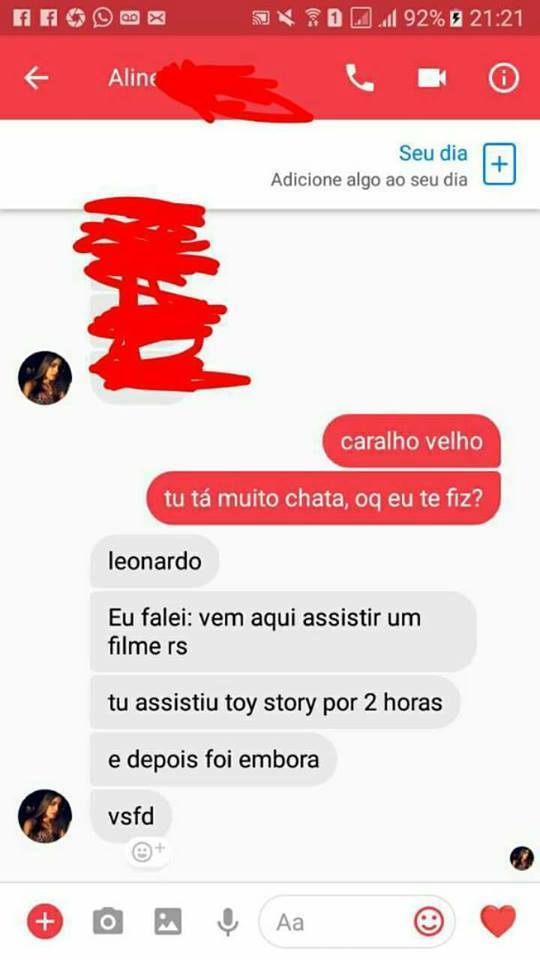 92% 21:21
Aline
Seu dia
Adicione algo ao seu dia
caralho velho
tu tá muito chata, oq eu te fiz?
leonardo
Eu falei: vem aqui assistir um
filme rs
tu assistiu toy story por 2 horas
e depois foi embora
vsfd
Aa